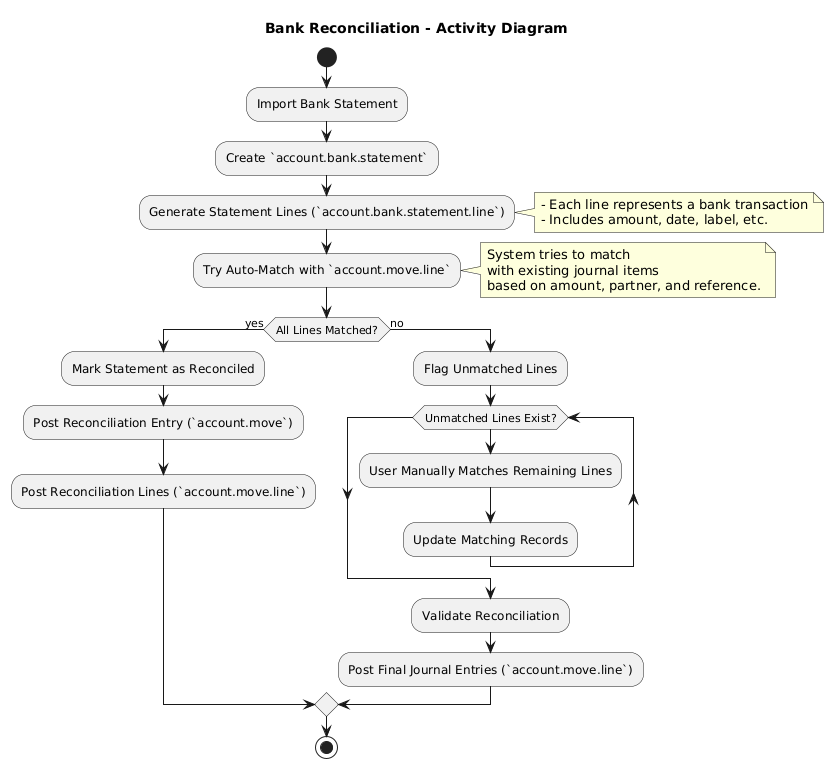 Bank Reconciliation - Activity Diagram
Import Bank Statement
Create `account.bank.statement`
Generate Statement Lines (`account.bank.statement.line`)
- Each line represents a bank transaction
- Includes amount, date, label, etc.
Try Auto-Match with `account.move.line`
System tries to match
with existing journal items
based on amount, partner, and reference.
yes
All Lines Matched?
no
Mark Statement as Reconciled
Post Reconciliation Entry (`account.move`)
Post Reconciliation Lines (`account.move.line`)
Flag Unmatched Lines
Unmatched Lines Exist?
User Manually Matches Remaining Lines
Update Matching Records
Validate Reconciliation
Post Final Journal Entries (`account.move.line`)